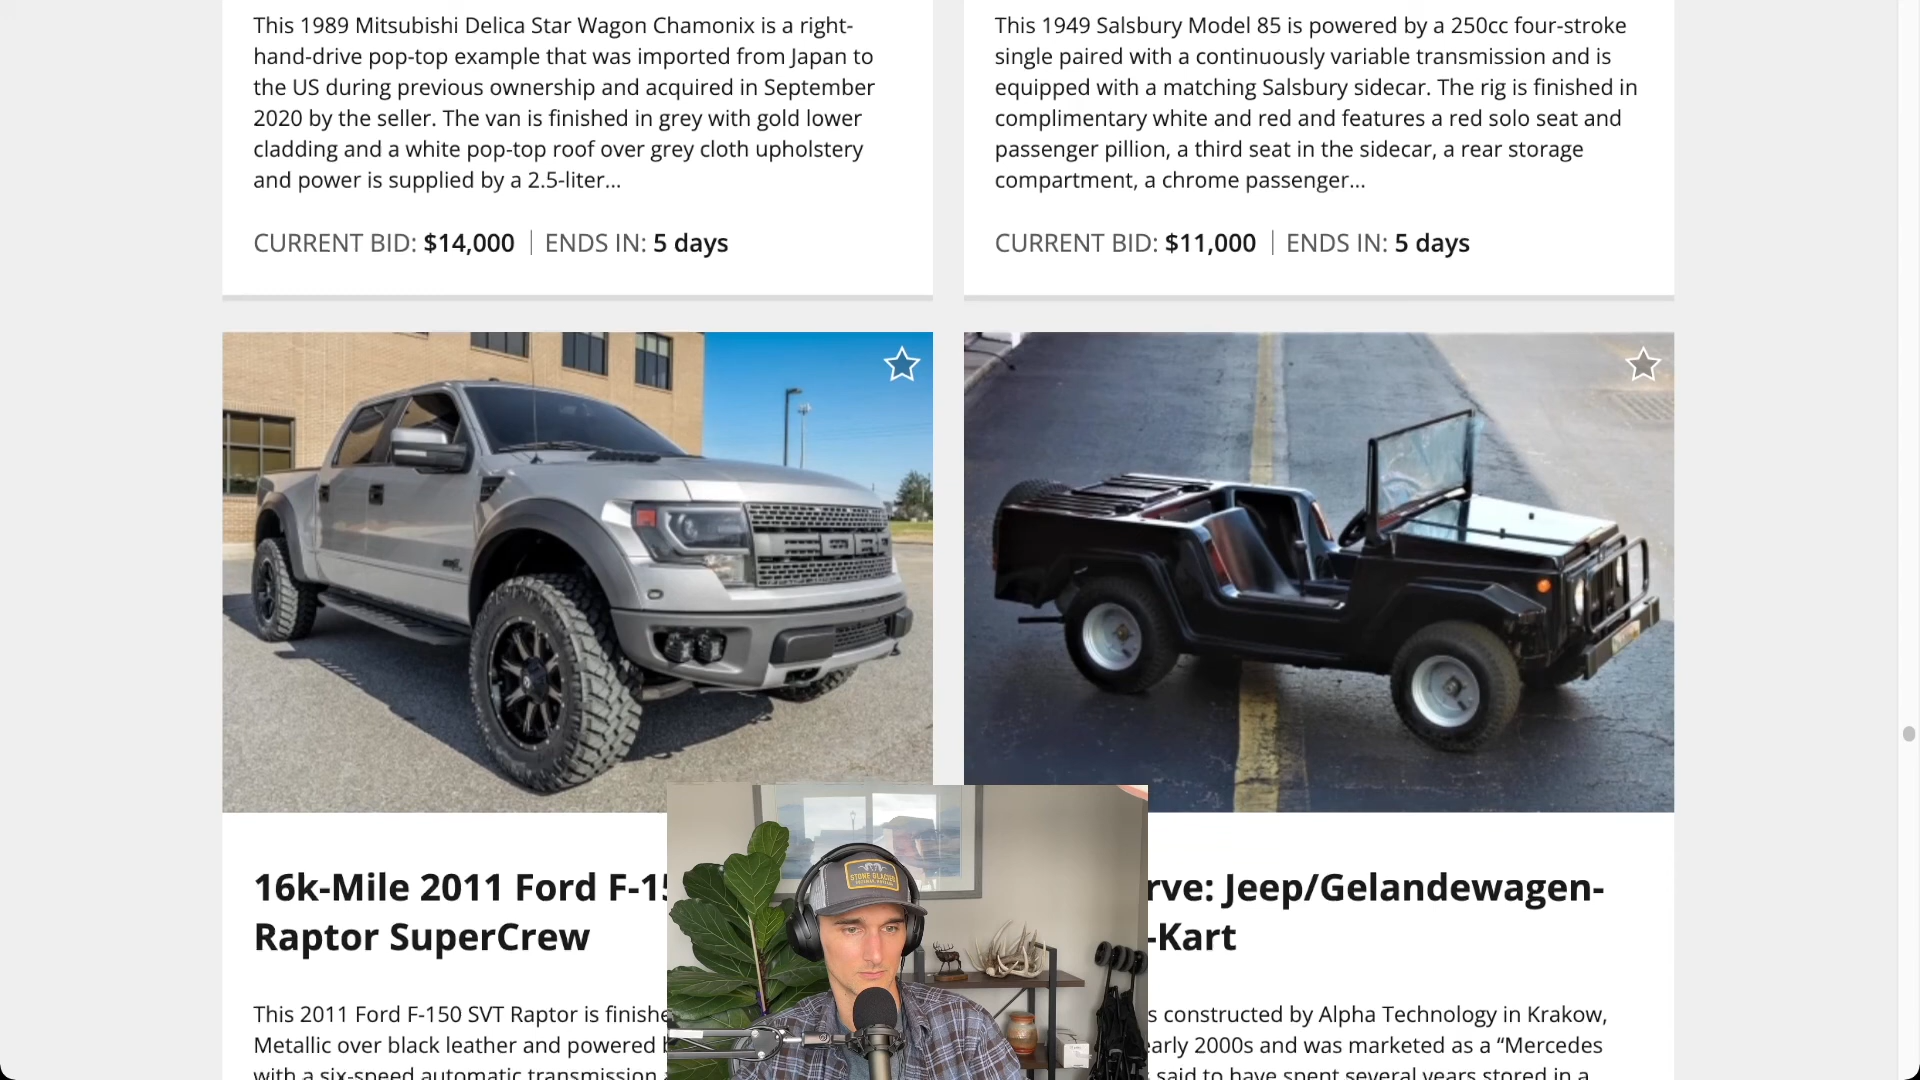 This 1989 Mitsubishi Delica Star Wagon Chamonix is a right-
hand-drive pop-top example that was imported from Japan to
the US during previous ownership and acquired in September
2020 by the seller. The van is finished in grey with gold lower
cladding and a white pop-top roof over grey cloth upholstery
and power is supplied by a 2.5-liter...
CURRENT BID: $14,000 | ENDS IN: 5 days
This 1949 Salsbury Model 85 is powered by a 250cc four-stroke
single paired with a continuously variable transmission and is
equipped with a matching Salsbury sidecar. The rig is finished in
complimentary white and red and features a red solo seat and
passenger pillion, a third seat in the sidecar, a rear storage
compartment, a chrome passenger...
CURRENT BID: $11,000 | ENDS IN: 5 days
16k-Mile 2011 Ford F-15
Raptor SuperCrew
This 2011 Ford F-150 SVT Raptor is finishe
Metallic over black leather and powered b
with a six-speed automatic transmission
rve: Jeep/Gelandewagen-
-Kart
s constructed by Alpha Technology in Krakow,
early 2000s and was marketed as a “Mercedes
said to have spent several years stored in a
STONE GLACIER